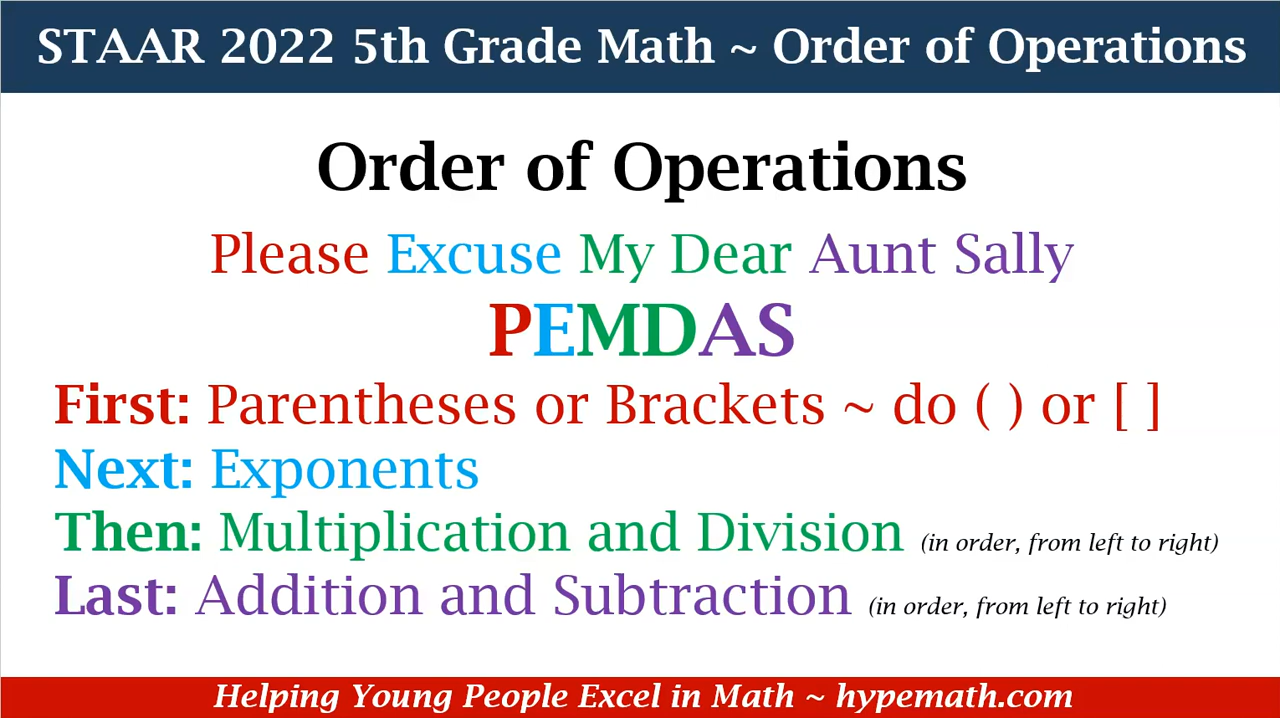 STAAR 2022 5th Grade Math ~ Order of Operations
Order of Operations
Please Excuse My Dear Aunt Sally
PEMDAS
First: Parentheses or Brackets ~ do ( ) or [ ]
Next: Exponents
Then: Multiplication and Division (in order, from left to right)
Last: Addition and Subtraction (in order, from left to right)
Helping Young People Excel in Math ~ hypemath.com